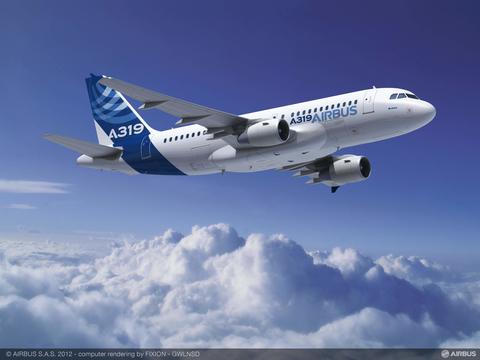 A319
A319 AIRBUS
© AIRBUS S.A.S. 2012 - computer rendering by FIXION - GWLNSD
AIRBUS